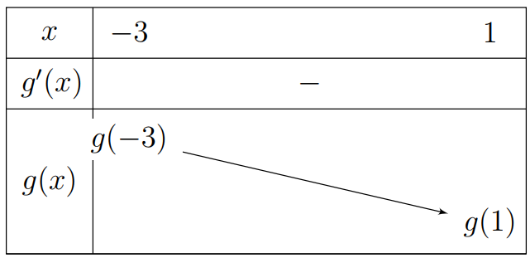 x −3 1
g′(x) −
g(−3)
g(x)
g(1)